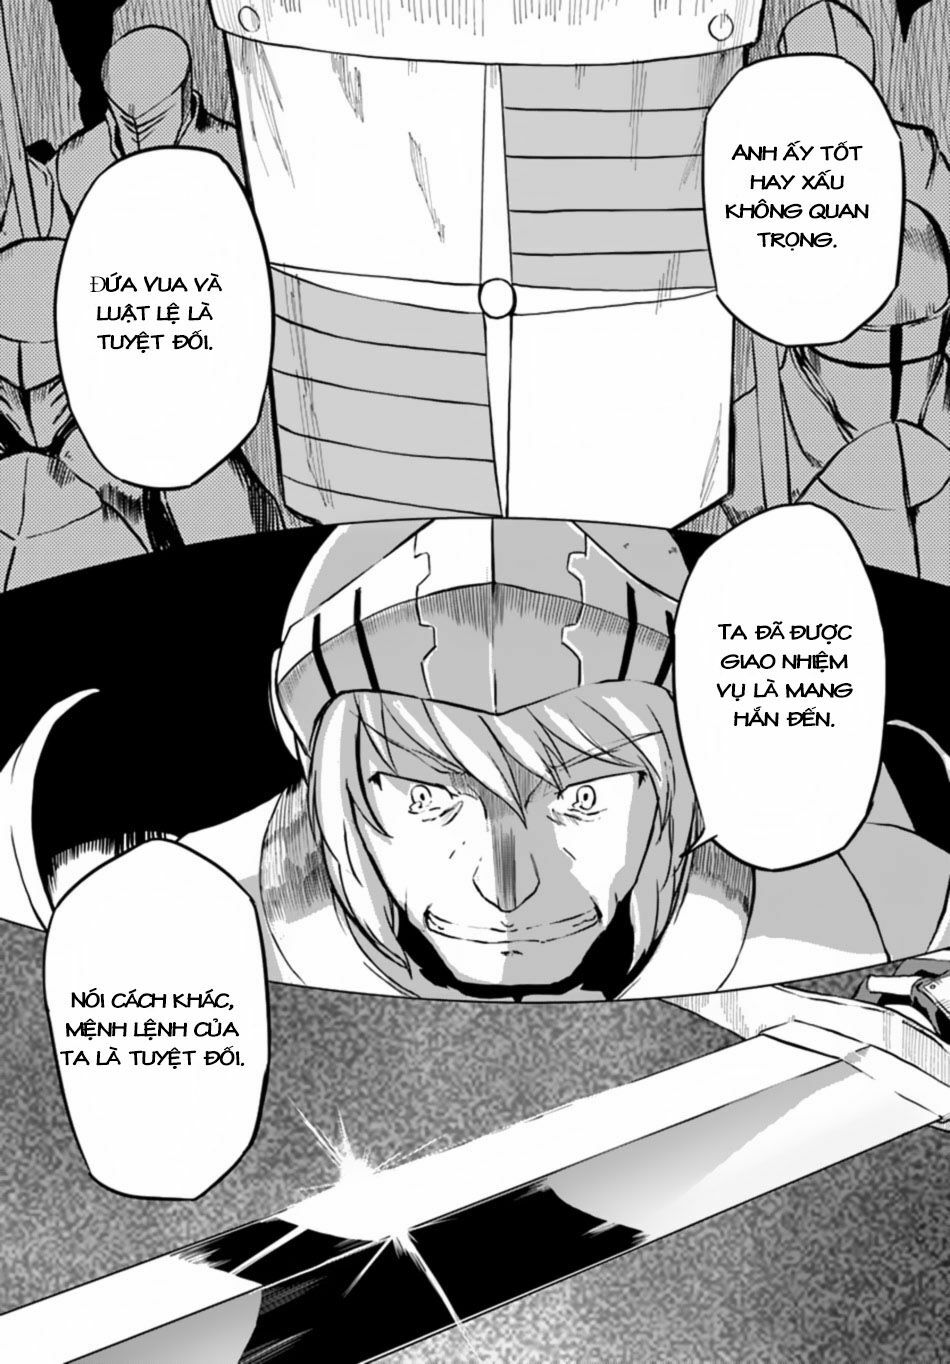 ANH ẤY TỐT
HAY XẤU
KHÔNG QUAN
TRỌNG.
ĐỨA VUA VÀ
LUẬT LỆ LÀ
TUYỆT ĐỐI.
TA ĐÃ ĐƯỢC
GIAO NHIỆM
VỤ LÀ MANG
HẮN ĐẾN.
NÓI CÁCH KHÁC,
MỆNH LỆNH CỦA
TA LÀ TUYỆT ĐỐI.